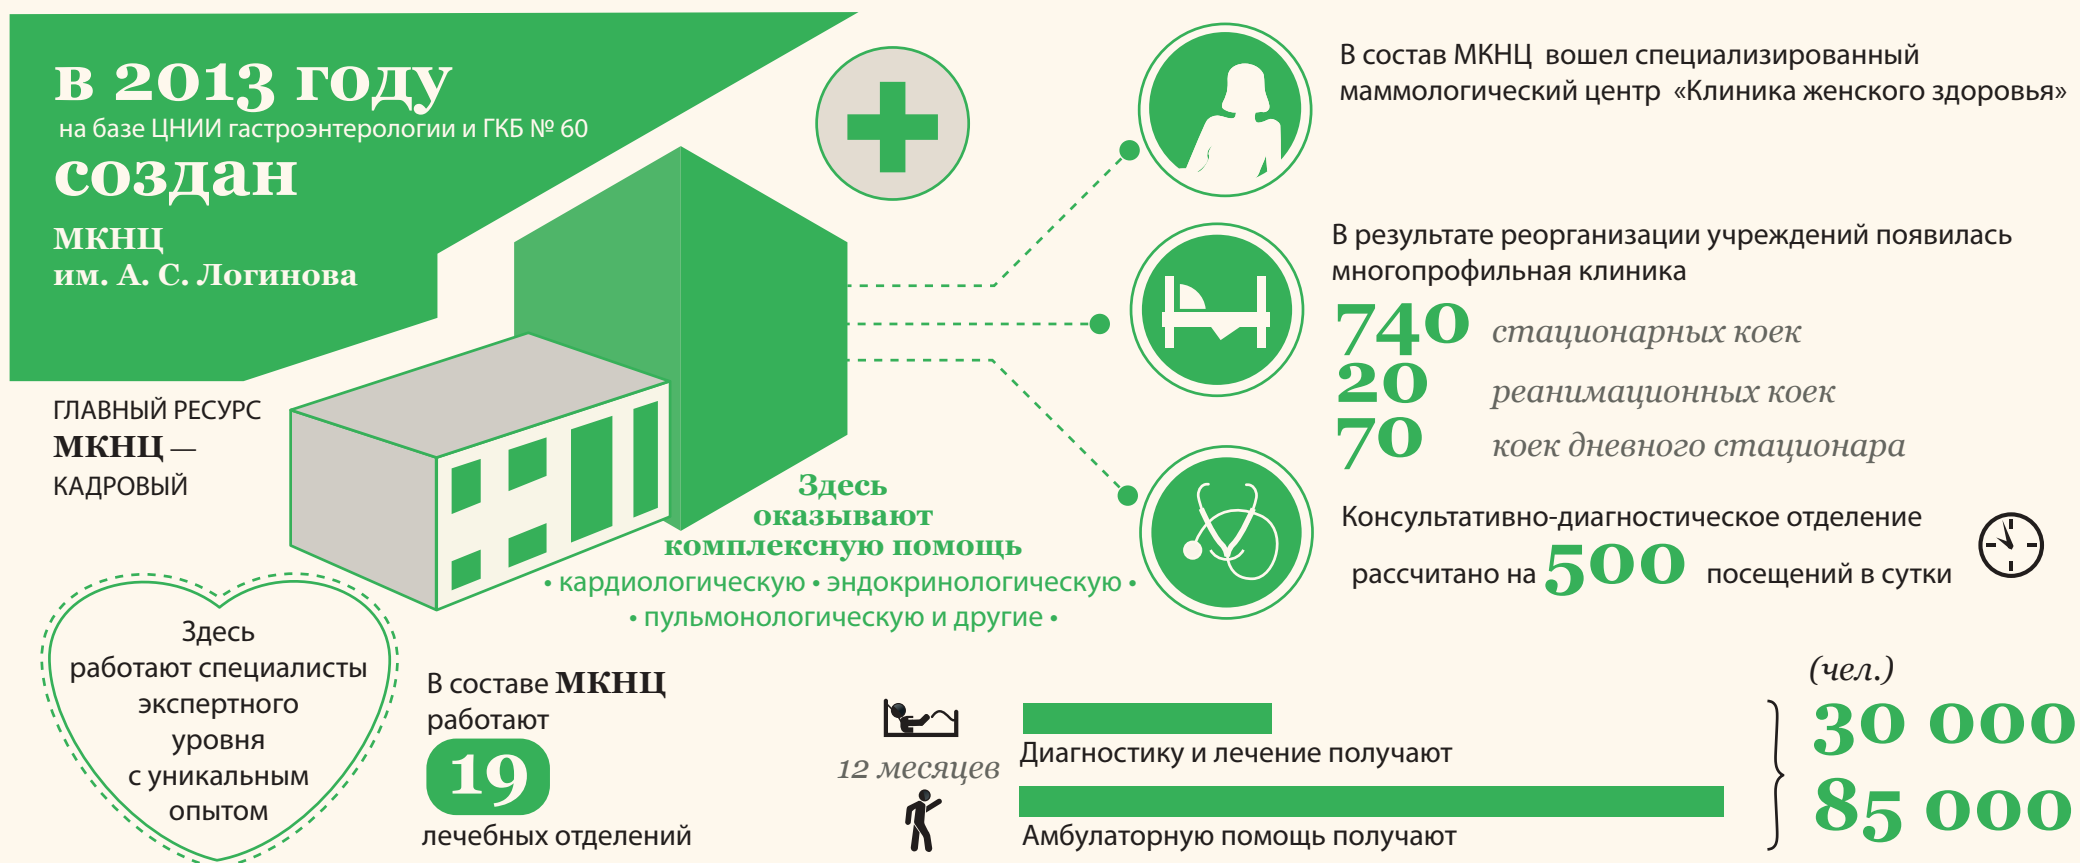 в 2013 году
на базе ЦНИИ гастроэнтерологии и ГКБ № 60
создан
МКНЦ
им. А. С. Логинова
ГЛАВНЫЙ РЕСУРС
МКНЦ —
КАДРОВЫЙ
В состав МКНЦ вошел специализированный
маммологический центр «Клиника женского здоровья»
В результате реорганизации учреждений появилась
многопрофильная клиника
740 стационарных коек
20 реанимационных коек
70 коек дневного стационара
Консультативно-диагностическое отделение
рассчитано на 500 посещений в сутки
Здесь
оказывают
комплексную помощь
• кардиологическую • эндокринологическую •
• пульмонологическую и другие •
Здесь
работают специалисты
экспертного
уровня
с уникальным
опытом
В составе МКНЦ
работают
19
лечебных отделений
12 месяцев
(чел.)
Диагностику и лечение получают
30 000
Амбулаторную помощь получают
85 000